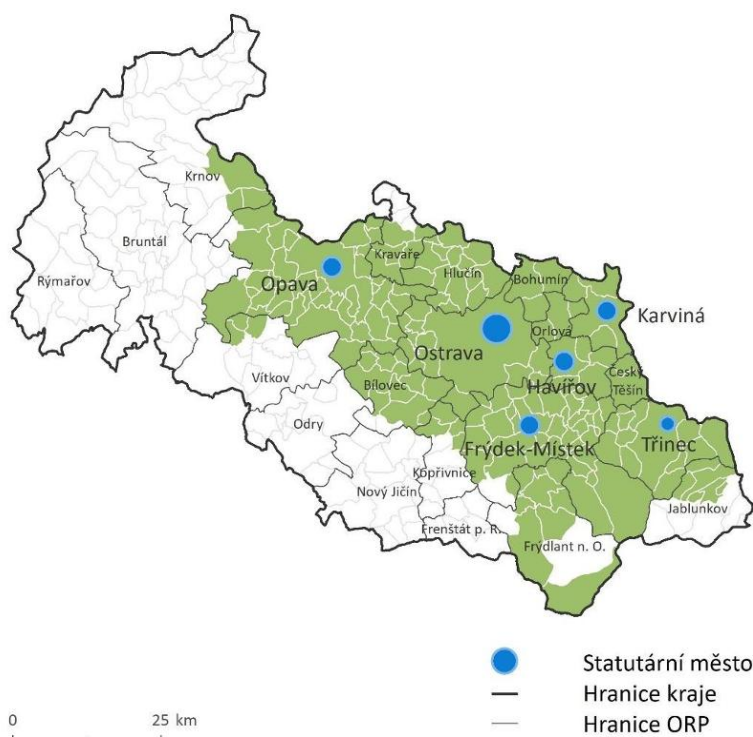 Krnov
Bruntál
Rýmařov
Opava
Kravaře
Hlučín
Bohumín
Karviná
Ostrava
Orlová
Havířov
Český
Těšín
Vítkov
Bílovec
Odry
Frýdek-Místek
Třinec
Kopřivnice
Nový Jičín
Jablunkov
Frenštát p. R.
Frýdlant n. O.
Statutární město
Hranice kraje
Hranice ORP
0 25 km